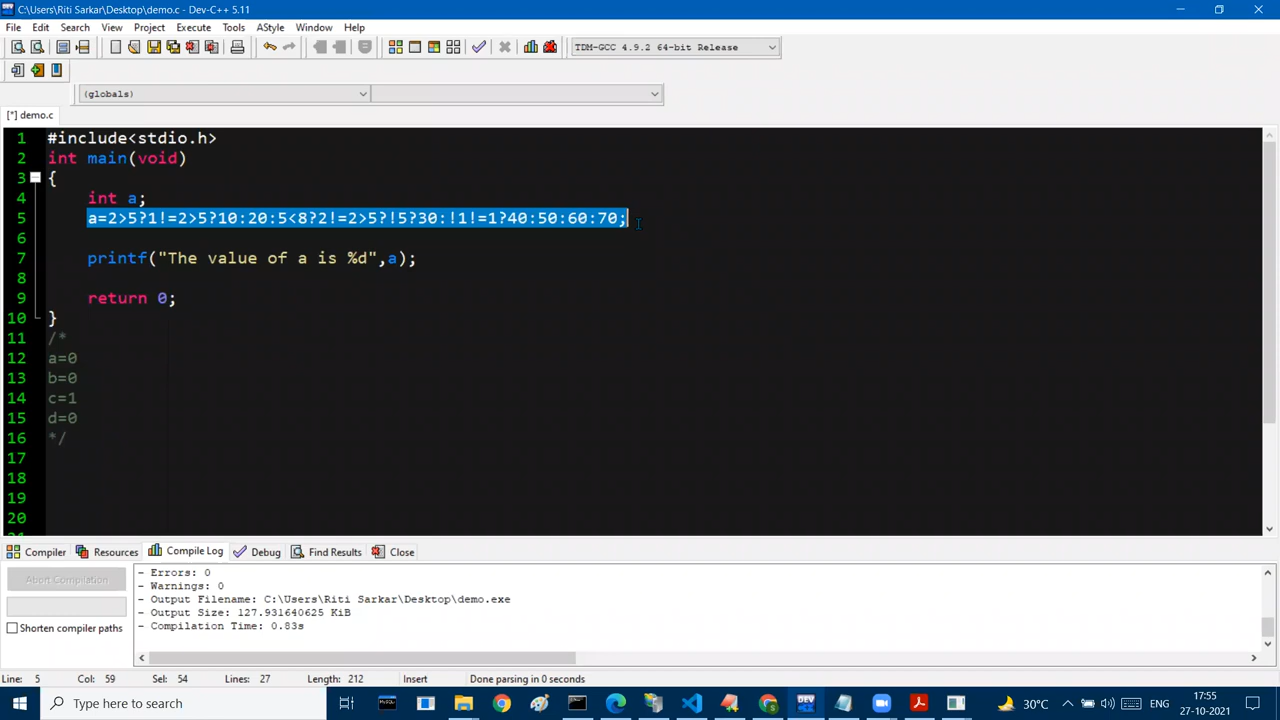 C:\Users\Riti Sarkar\Desktop\demo.c - Dev-C++ 5.11
File Edit Search View Project Execute Tools AStyle Window Help
TDM-GCC 4.9.2 64-bit Release
(globals)
[*] demo.c
1 #include<stdio.h>
2 int main(void)
3 {
4 int a;
5 a=2>5?1!=2>5?10:20:5<8?2!=2>5?!5?30:!1!=1?40:50:60:70;
6
7 printf("The value of a is %d",a);
8
9 return 0;
10 }
11 /*
12 a=0
13 b=0
14 c=1
15 d=0
16 */
17
18
19
20
Compiler Resources Compile Log Debug Find Results Close
Abort Compilation
Shorten compiler paths
- Errors: 0
- Warnings: 0
- Output Filename: C:\Users\Riti Sarkar\Desktop\demo.exe
- Output Size: 127.931640625 KiB
- Compilation Time: 0.83s
Line: 5 Col: 59 Sel: 54 Lines: 27 Length: 212 Insert Done parsing in 0 seconds
Type here to search
30°C ENG 17:55
27-10-2021